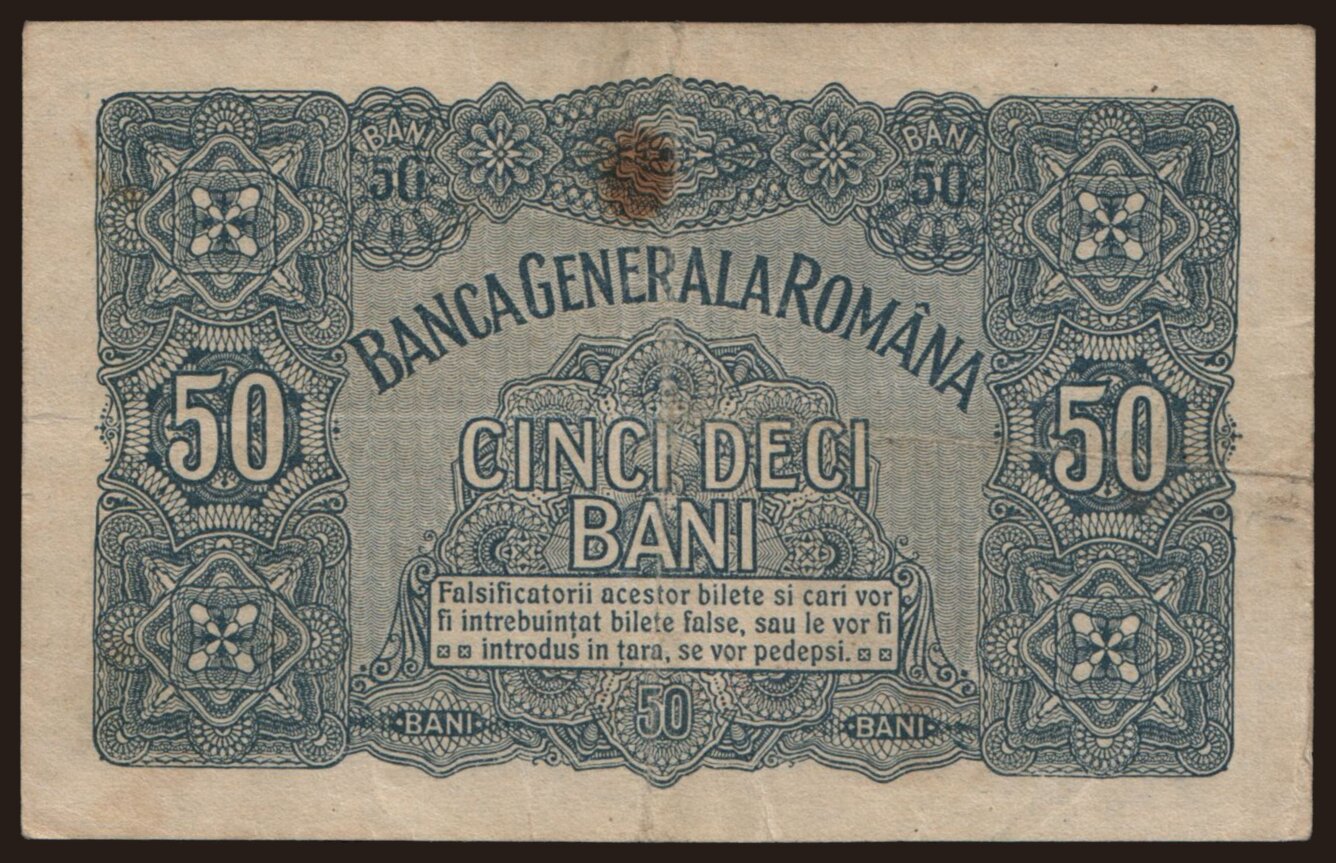 BANI BANI
50 50
BANCA GENERALA ROMÂNA
50 50
CINCI DECI
BANI
Falsificatorii acestor bilete si cari vor
fi intrebuințat bilete false, sau le vor fi
introdus in țara, se vor pedepsi.
50
BANI BANI